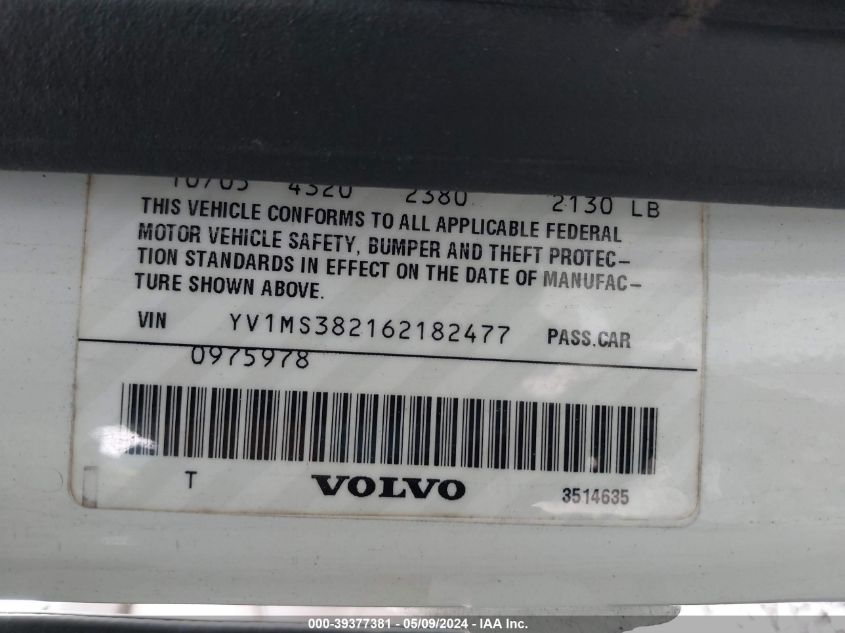 10/05 4320 2380 2130 LB
THIS VEHICLE CONFORMS TO ALL APPLICABLE FEDERAL
MOTOR VEHICLE SAFETY, BUMPER AND THEFT PROTEC-
TION STANDARDS IN EFFECT ON THE DATE OF MANUFAC-
TURE SHOWN ABOVE.
VIN YV1MS382162182477 PASS.CAR
0975978
T VOLVO 3514635
000-39377381 - 05/09/2024 - IAA Inc.